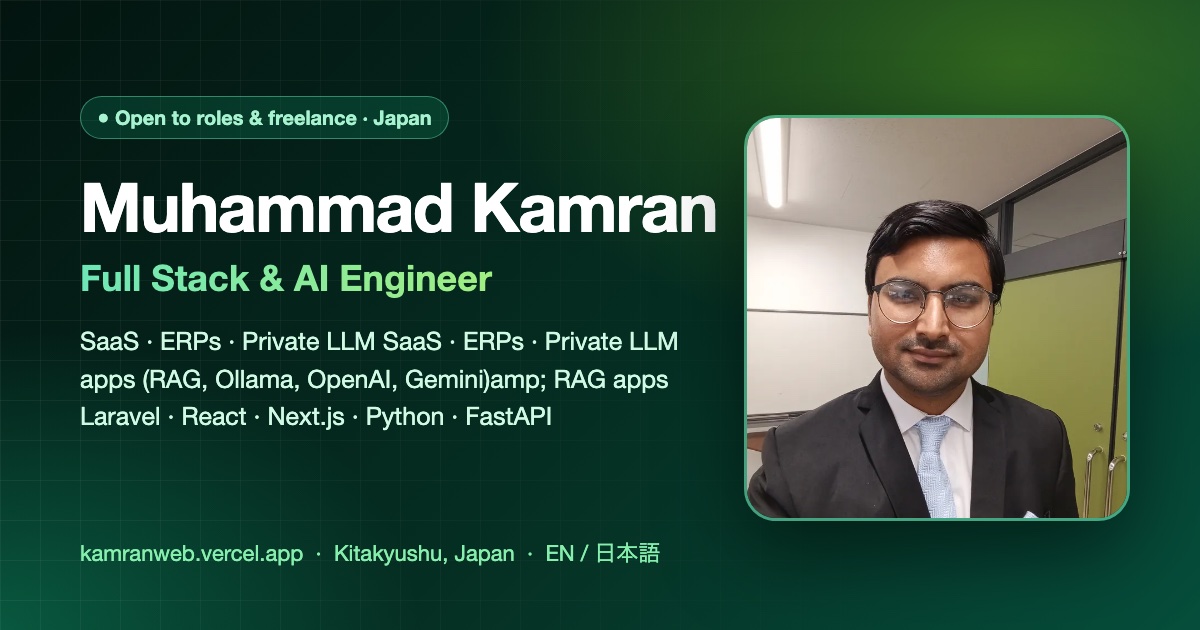 Open to roles & freelance · Japan
Muhammad Kamran
Full Stack & AI Engineer
SaaS · ERPs · Private LLM SaaS · ERPs · Private LLM
apps (RAG, Ollama, OpenAI, Gemini)amp; RAG apps
Laravel · React · Next.js · Python · FastAPI
kamranweb.vercel.app · Kitakyushu, Japan · EN / 日本語